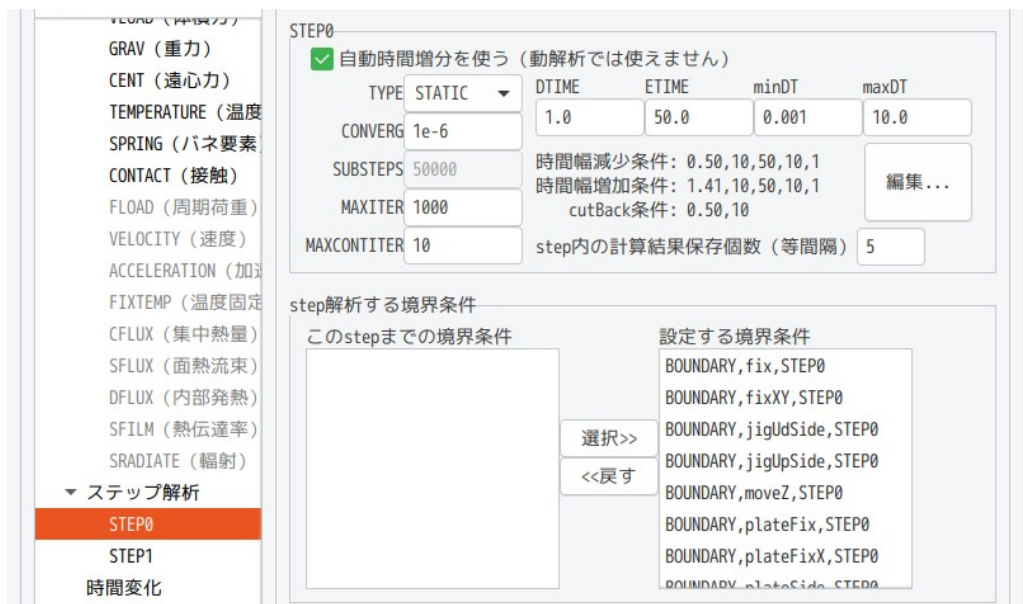 GRAV (重力)
CENT (遠心力)
TEMPERATURE (温度
SPRING (バネ要素
CONTACT (接触)
FLOAD (周期荷重)
VELOCITY (速度)
ACCELERATION (加
FIXTEMP (温度固定
CFLUX (集中熱量)
SFLUX (面熱流束)
DFLUX (内部発熱)
SFILM (熱伝達率)
SRADIATE (輻射)
ステップ解析
STEP0
STEP1
時間変化
STEP0
自動時間増分を使う (動解析では使えません)
TYPE STATIC
CONVERG 1e-6
SUBSTEPS 50000
MAXITER 1000
MAXCONTITER 10
DTIME ETIME minDT maxDT
1.0 50.0 0.001 10.0
時間幅減少条件: 0.50,10,50,10,1
時間幅増加条件: 1.41,10,50,10,1
cutBack条件: 0.50,10
編集...
step内の計算結果保存個数 (等間隔) 5
step解析する境界条件
このstepまでの境界条件
選択>>
<<戻す
設定する境界条件
BOUNDARY,fix,STEP0
BOUNDARY,fixXY,STEP0
BOUNDARY,jigUdSide,STEP0
BOUNDARY,jigUpSide,STEP0
BOUNDARY,moveZ,STEP0
BOUNDARY,plateFix,STEP0
BOUNDARY,plateFixX,STEP0
BOUNDARY,plateSide,STEP0